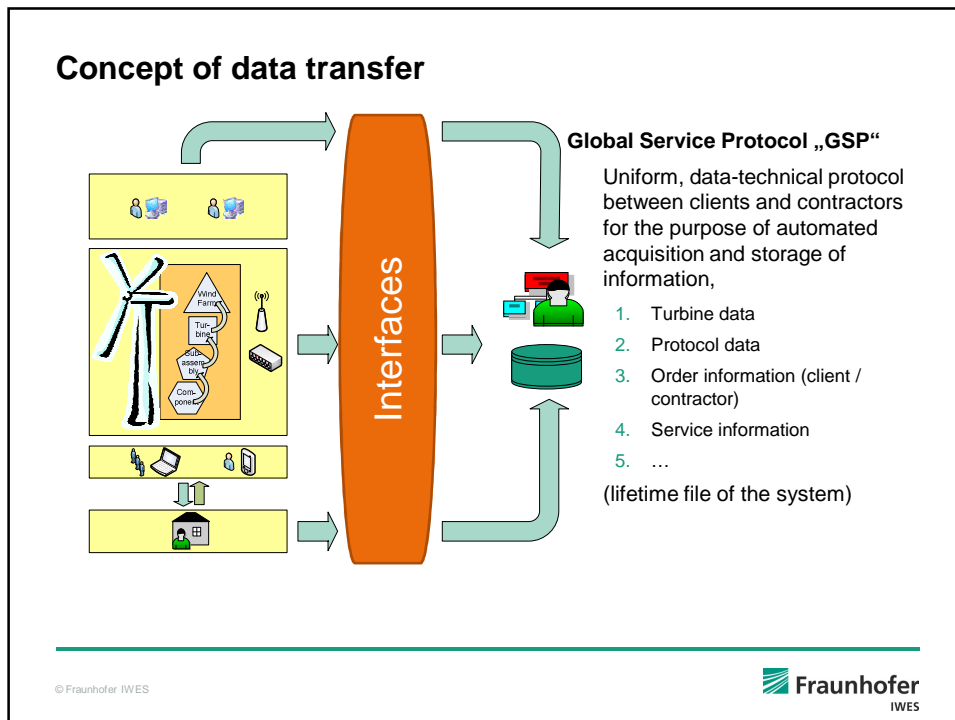 Concept of data transfer
Wind
Farm
Tur-
bine
Sub-
assem
bly
Com-
ponent
Interfaces
Global Service Protocol „GSP“
Uniform, data-technical protocol
between clients and contractors
for the purpose of automated
acquisition and storage of
information,
1. Turbine data
2. Protocol data
3. Order information (client /
contractor)
4. Service information
5. …
(lifetime file of the system)
© Fraunhofer IWES
Fraunhofer
IWES